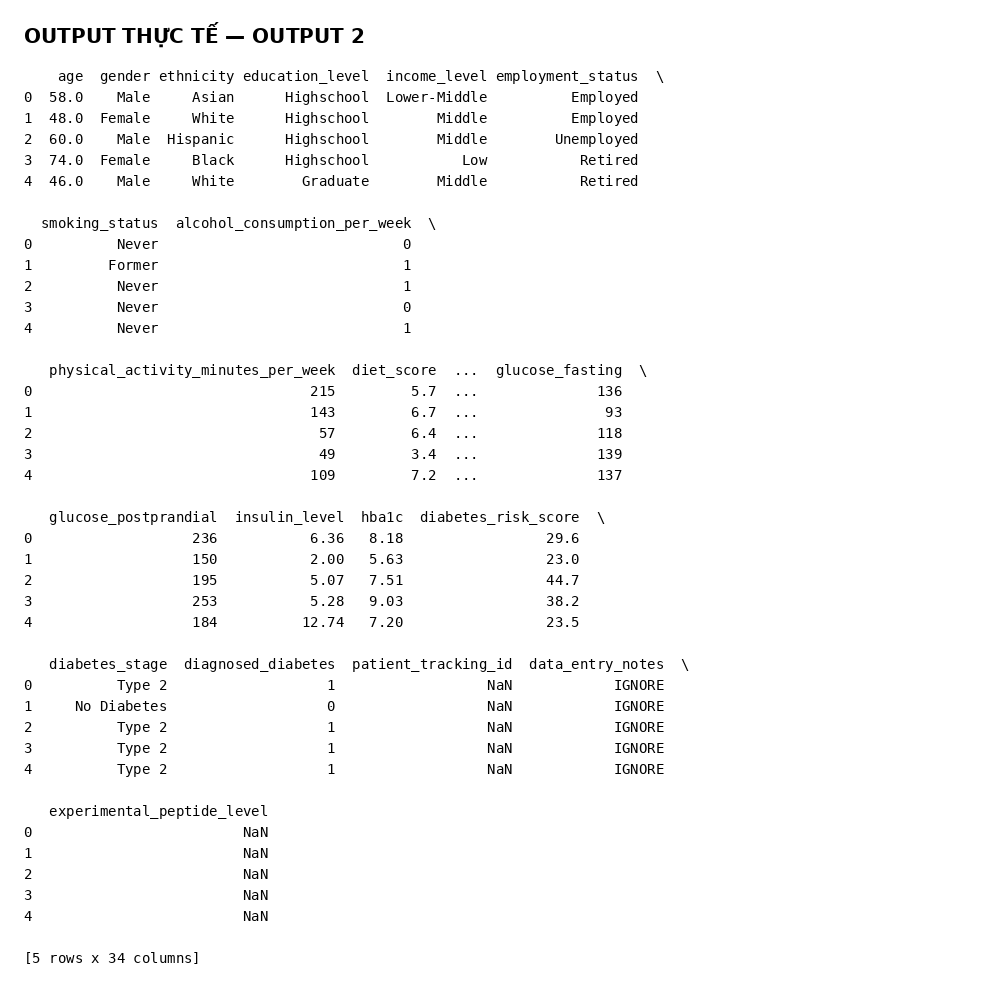 OUTPUT THỰC TẾ — OUTPUT 2
    age  gender ethnicity education_level  income_level employment_status  \
0  58.0    Male     Asian      Highschool  Lower-Middle          Employed
1  48.0  Female     White      Highschool        Middle          Employed
2  60.0    Male  Hispanic      Highschool        Middle        Unemployed
3  74.0  Female     Black      Highschool           Low           Retired
4  46.0    Male     White        Graduate        Middle           Retired
  smoking_status  alcohol_consumption_per_week  \
0          Never                             0
1         Former                             1
2          Never                             1
3          Never                             0
4          Never                             1
   physical_activity_minutes_per_week  diet_score  ...  glucose_fasting  \
0                                 215         5.7  ...              136
1                                 143         6.7  ...               93
2                                  57         6.4  ...              118
3                                  49         3.4  ...              139
4                                 109         7.2  ...              137
   glucose_postprandial  insulin_level  hba1c  diabetes_risk_score  \
0                   236           6.36   8.18                 29.6
1                   150           2.00   5.63                 23.0
2                   195           5.07   7.51                 44.7
3                   253           5.28   9.03                 38.2
4                   184          12.74   7.20                 23.5
   diabetes_stage  diagnosed_diabetes  patient_tracking_id  data_entry_notes  \
0          Type 2                   1                  NaN            IGNORE
1     No Diabetes                   0                  NaN            IGNORE
2          Type 2                   1                  NaN            IGNORE
3          Type 2                   1                  NaN            IGNORE
4          Type 2                   1                  NaN            IGNORE
   experimental_peptide_level
0                         NaN
1                         NaN
2                         NaN
3                         NaN
4                         NaN
[5 rows x 34 columns]